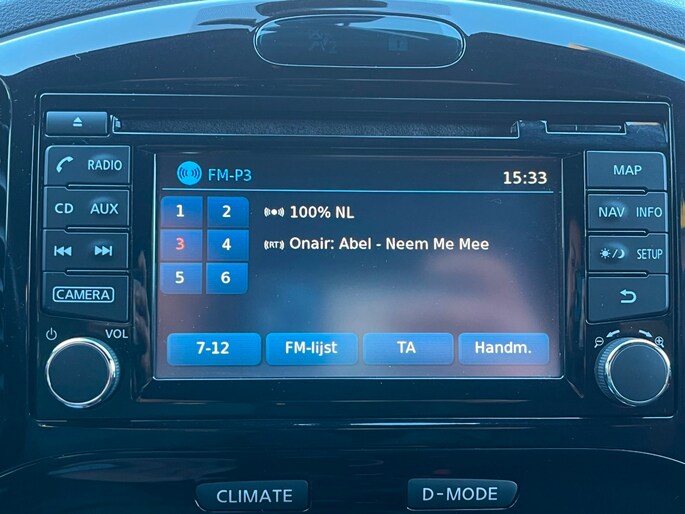 RADIO
CD AUX
CAMERA
VOL
FM-P3 15:33
1 2 100% NL
3 4 (RT) Onair: Abel - Neem Me Mee
5 6
7-12 FM-lijst TA Handm.
MAP
NAV INFO
SETUP
CLIMATE D-MODE